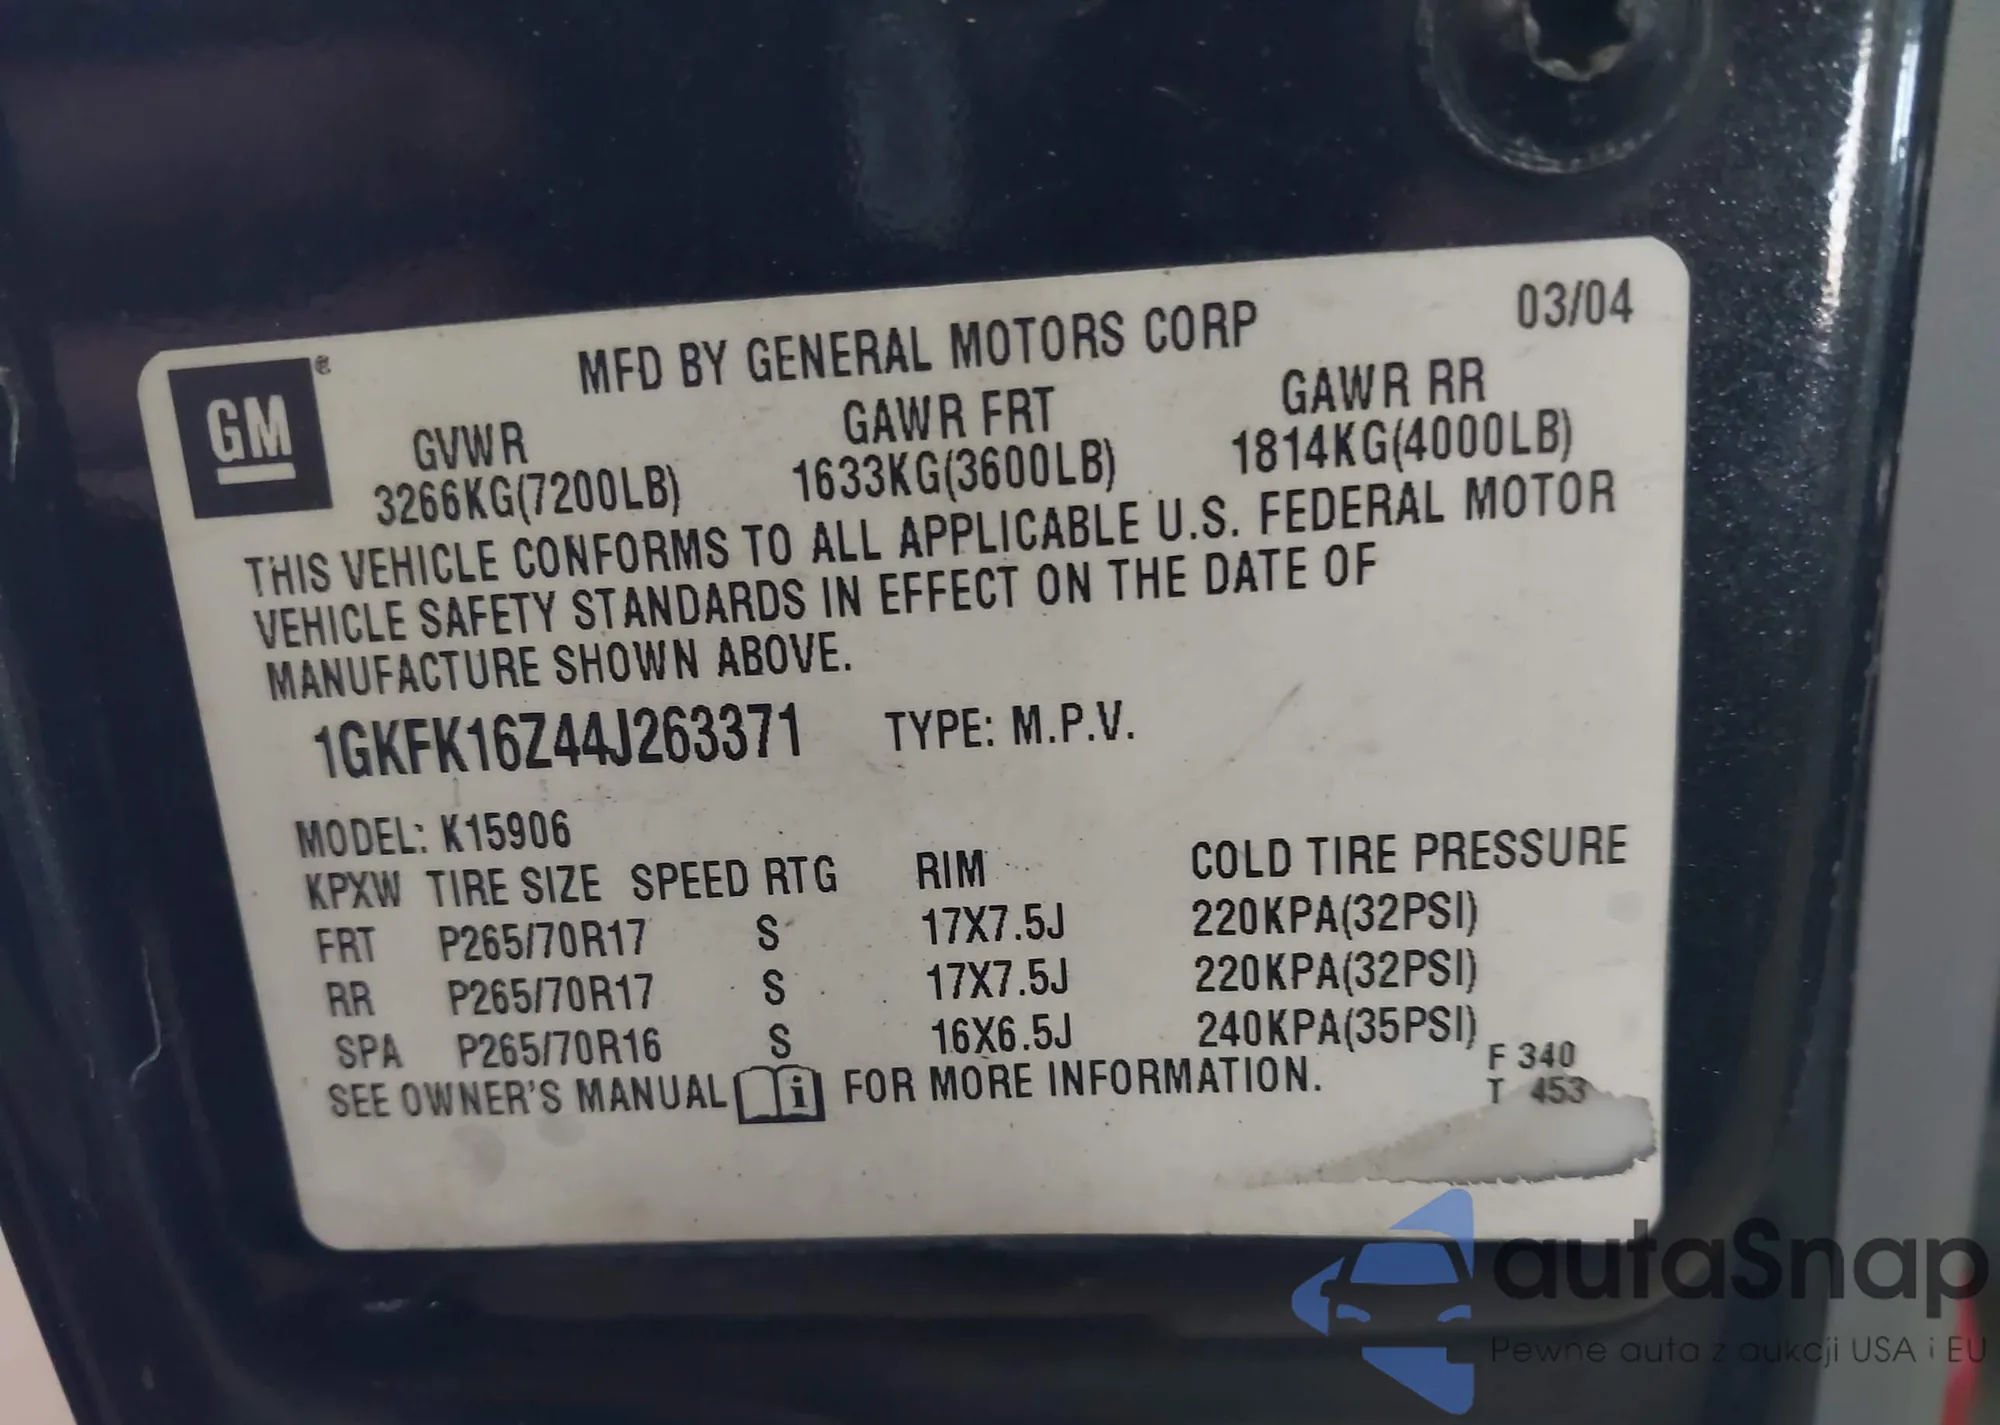 MFD BY GENERAL MOTORS CORP 03/04
GM®
GVWR GAWR FRT GAWR RR
3266KG(7200LB) 1633KG(3600LB) 1814KG(4000LB)
THIS VEHICLE CONFORMS TO ALL APPLICABLE U.S. FEDERAL MOTOR
VEHICLE SAFETY STANDARDS IN EFFECT ON THE DATE OF
MANUFACTURE SHOWN ABOVE.
1GKFK16Z44J263371 TYPE: M.P.V.
MODEL: K15906
KPXW TIRE SIZE SPEED RTG RIM COLD TIRE PRESSURE
FRT P265/70R17 S 17X7.5J 220KPA(32PSI)
RR P265/70R17 S 17X7.5J 220KPA(32PSI)
SPA P265/70R16 S 16X6.5J 240KPA(35PSI)
SEE OWNER'S MANUAL i FOR MORE INFORMATION.
F 340
T 453
autaSnap
Pewne auta z aukcji USA i EU